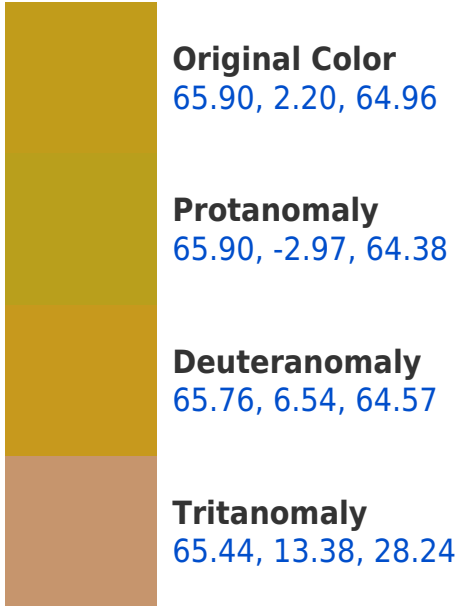 Original Color
65.90, 2.20, 64.96
Protanomaly
65.90, -2.97, 64.38
Deuteranomaly
65.76, 6.54, 64.57
Tritanomaly
65.44, 13.38, 28.24